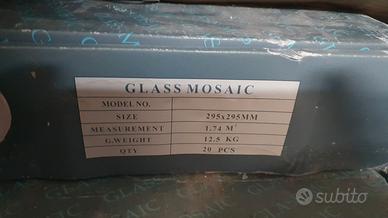 GLASS MOSAIC
MODEL NO.
SIZE 295x295MM
MEASUREMENT 1.74 M²
G.WEIGHT 12.5 KG
QTY 20 PCS
subito